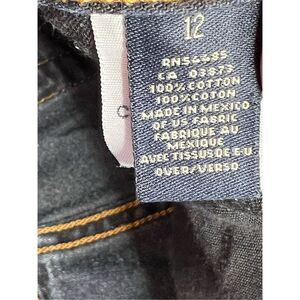 12
RN54485
CA 03873
100% COTTON
100% COTON
MADE IN MEXICO
OF US FABRIC
FABRIQUE AU
MEXIQUE
AVEC TISSUS DE E-U
OVER/VERSO